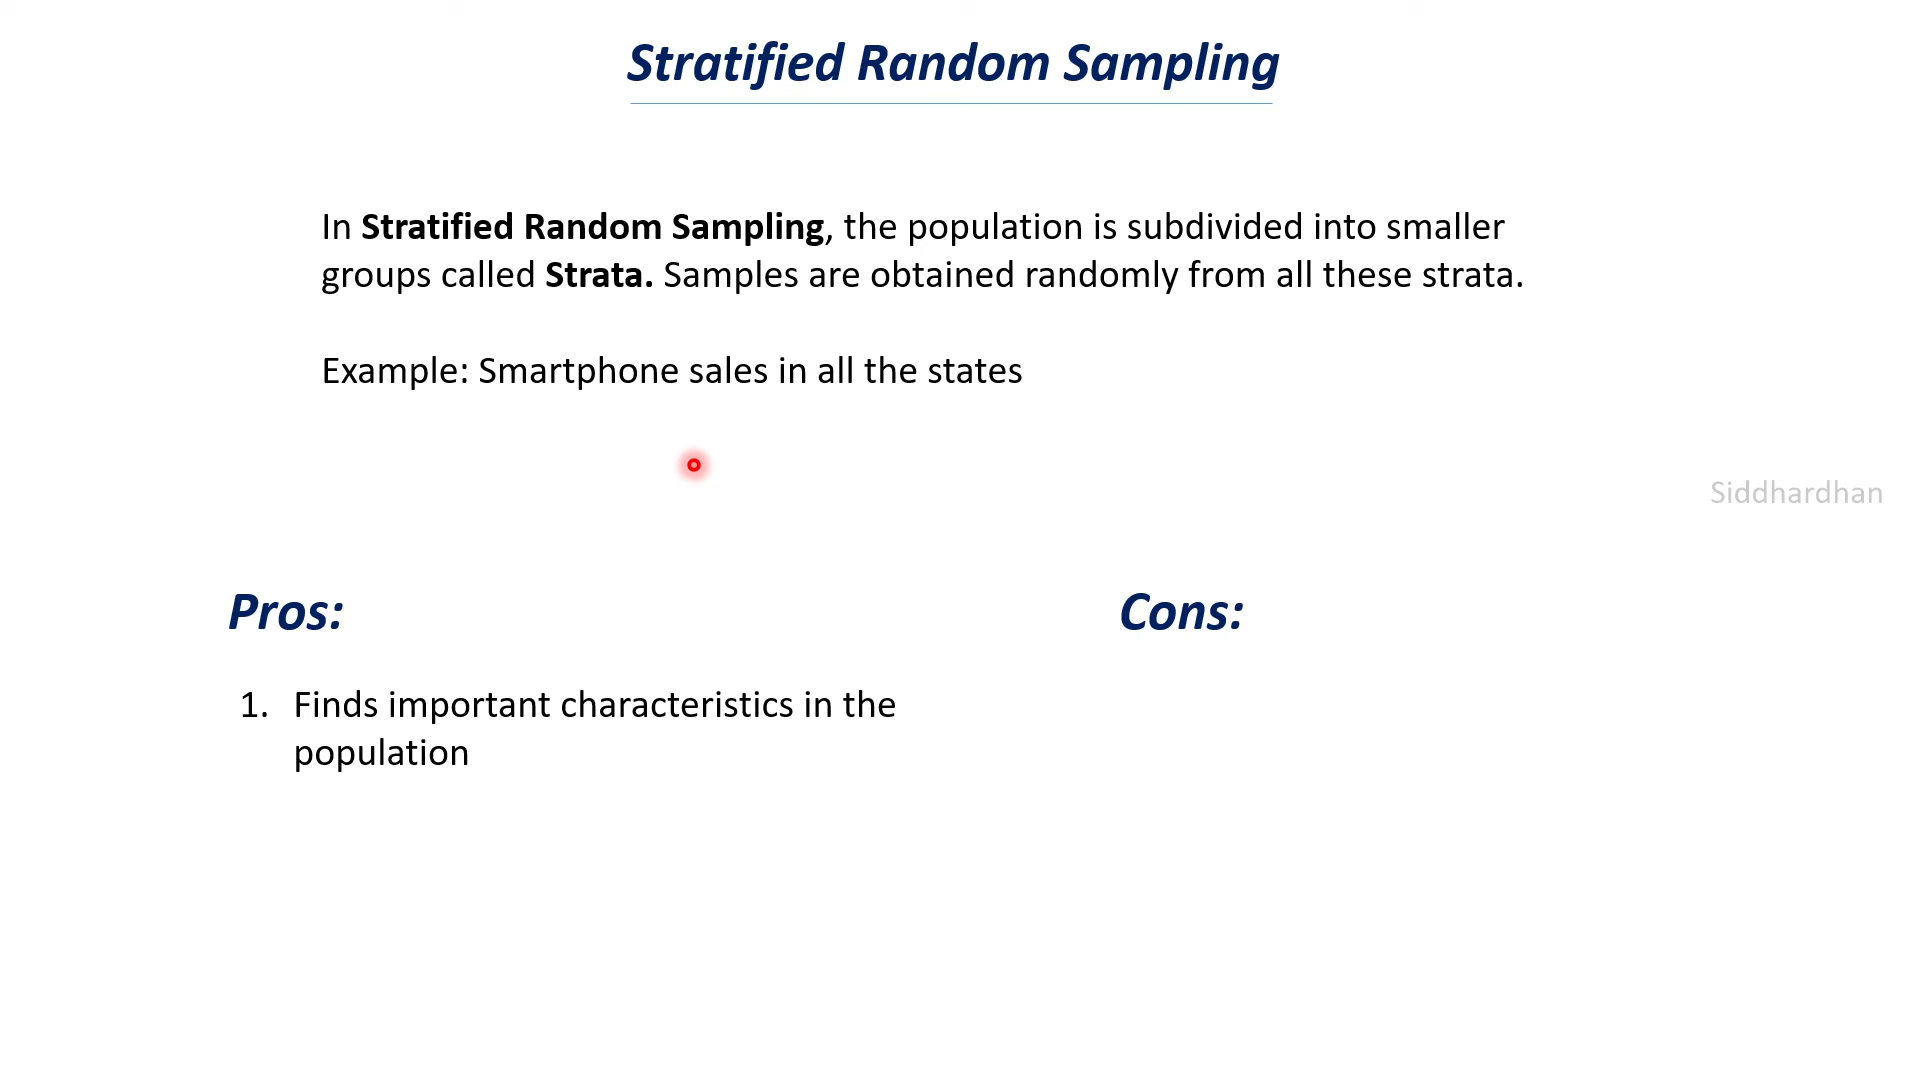 Stratified Random Sampling
In Stratified Random Sampling, the population is subdivided into smaller
groups called Strata. Samples are obtained randomly from all these strata.
Example: Smartphone sales in all the states
Siddhardhan
Pros:
Cons:
1. Finds important characteristics in the
population